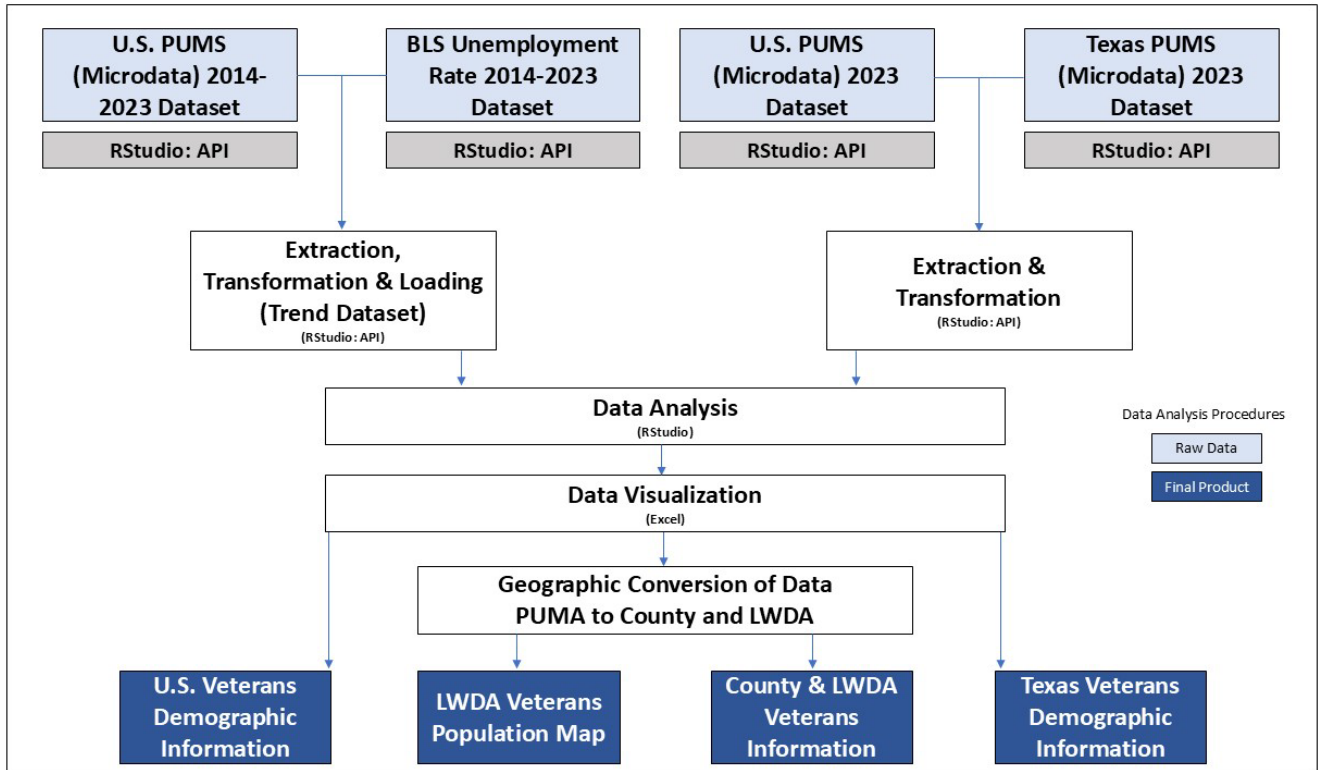 U.S. PUMS
(Microdata) 2014-
2023 Dataset
RStudio: API
BLS Unemployment
Rate 2014-2023
Dataset
RStudio: API
U.S. PUMS
(Microdata) 2023
Dataset
RStudio: API
Texas PUMS
(Microdata) 2023
Dataset
RStudio: API
Extraction,
Transformation & Loading
(Trend Dataset)
(RStudio: API)
Extraction &
Transformation
(RStudio: API)
Data Analysis
(RStudio)
Data Analysis Procedures
Raw Data
Final Product
Data Visualization
(Excel)
Geographic Conversion of Data
PUMA to County and LWDA
U.S. Veterans
Demographic
Information
LWDA Veterans
Population Map
County & LWDA
Veterans
Information
Texas Veterans
Demographic
Information